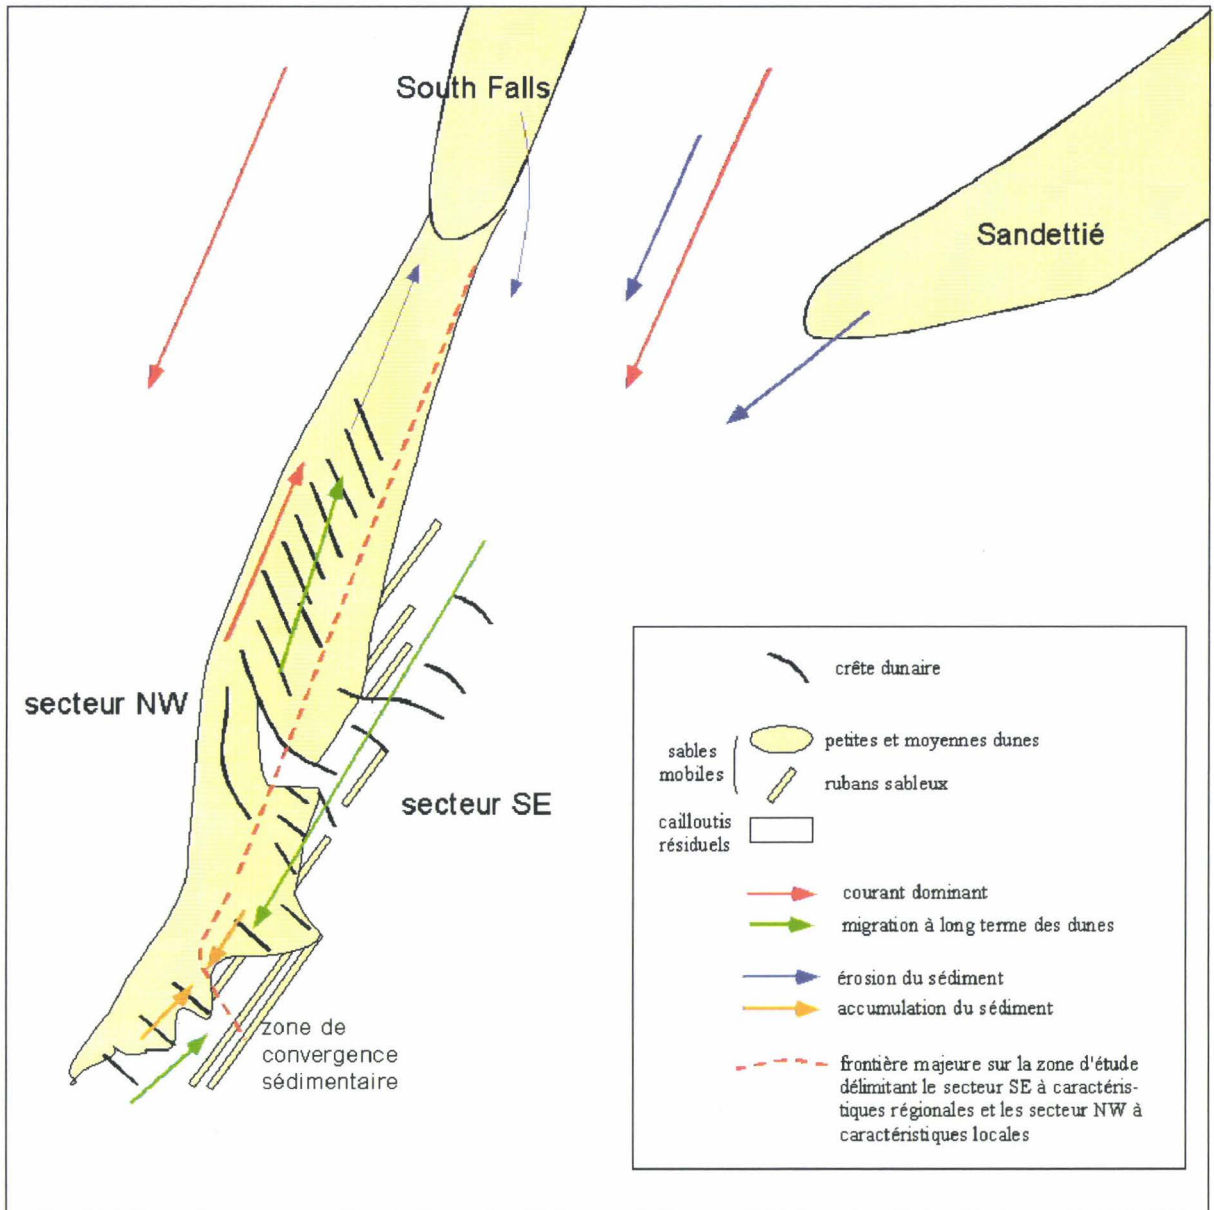 South Falls
Sandettié
secteur NW
secteur SE
zone de
convergence
sédimentaire
crête dunaire
sables
mobiles
petites et moyennes dunes
rubans sableux
cailloutis
résiduels
courant dominant
migration à long terme des dunes
érosion du sédiment
accumulation du sédiment
frontière majeure sur la zone d'étude
délimitant le secteur SE à caractéris-
tiques régionales et les secteur NW à
caractéristiques locales